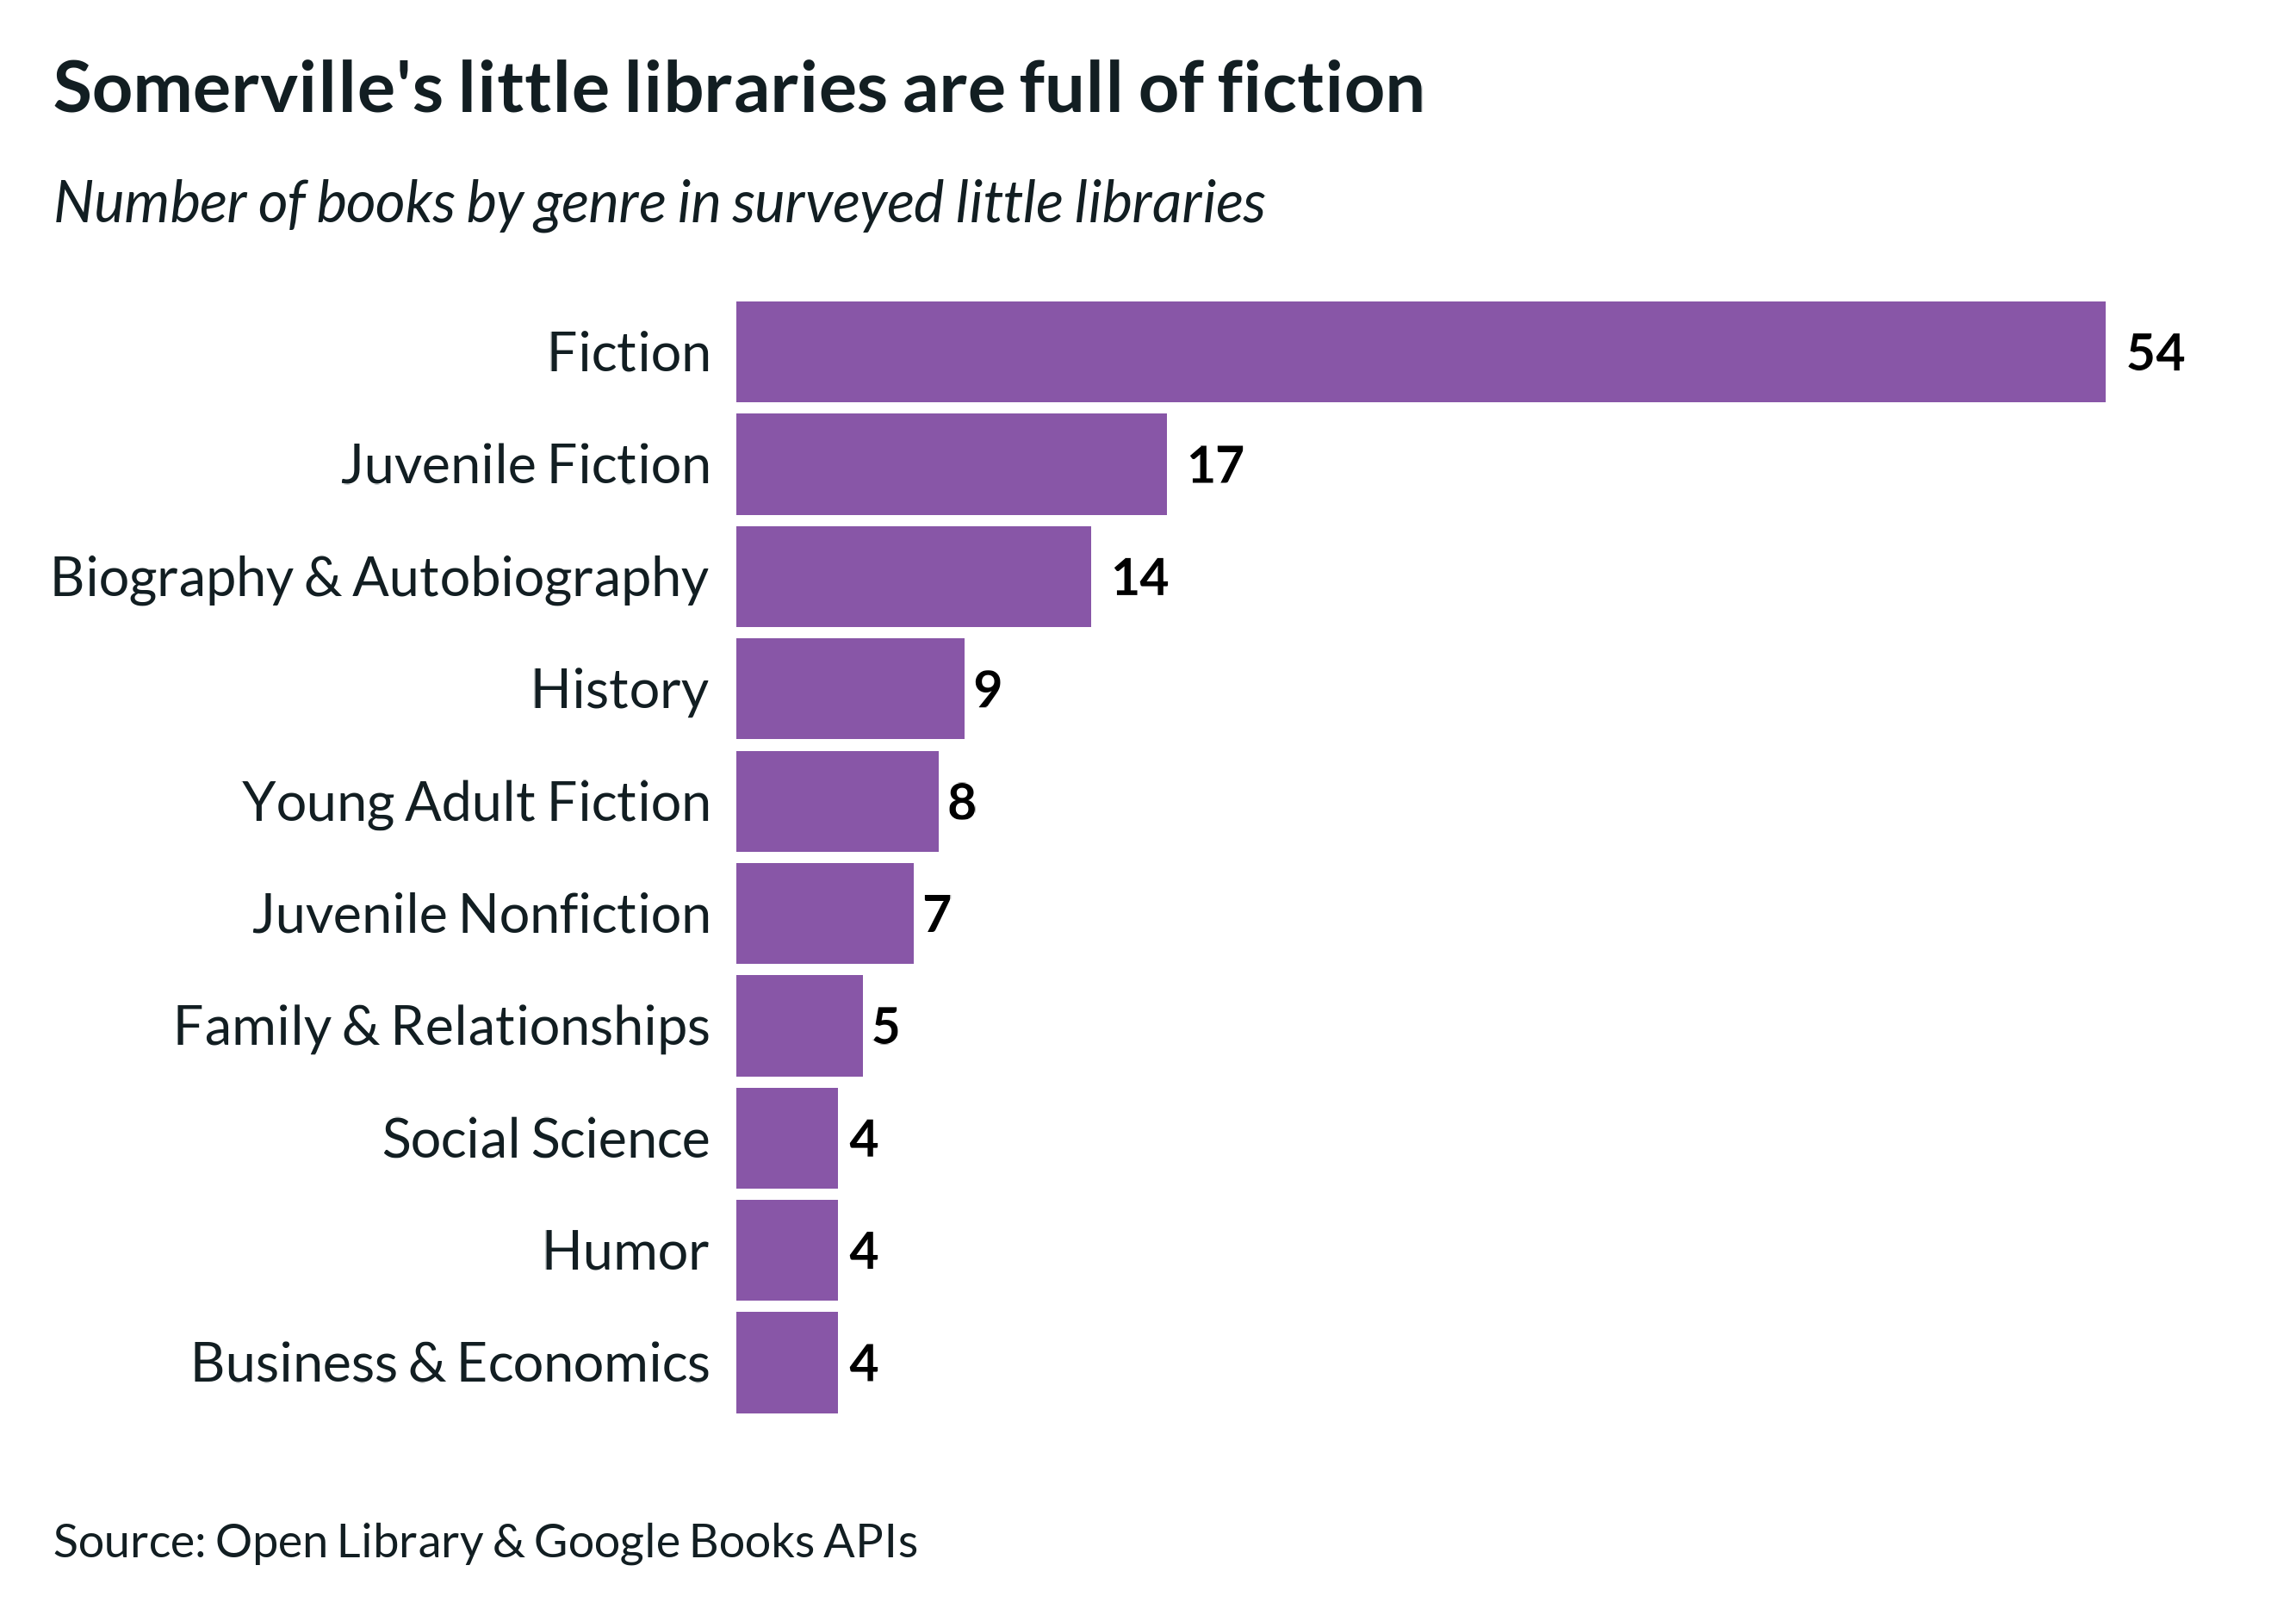 Somerville's little libraries are full of fiction
Number of books by genre in surveyed little libraries
Fiction 54
Juvenile Fiction 17
Biography & Autobiography 14
History 9
Young Adult Fiction 8
Juvenile Nonfiction 7
Family & Relationships 5
Social Science 4
Humor 4
Business & Economics 4
Source: Open Library & Google Books APIs